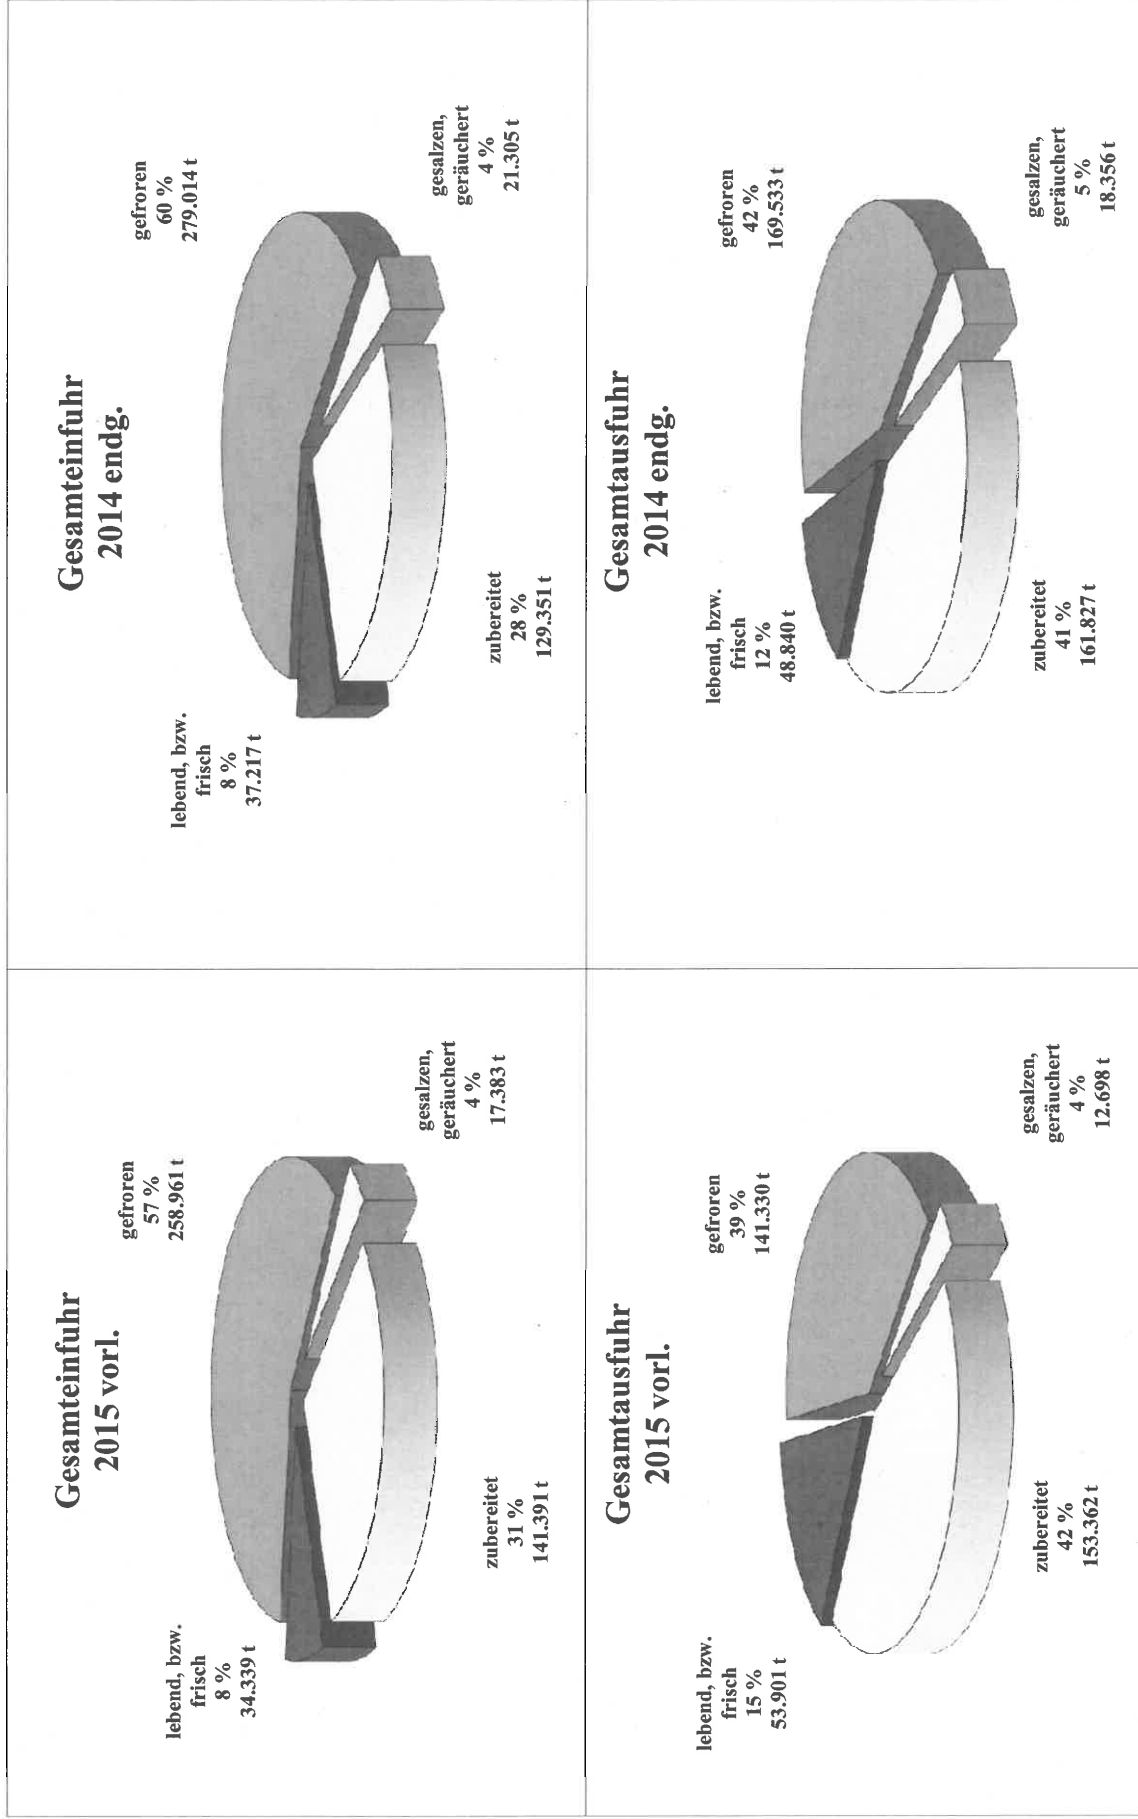 Gesamteinfuhr
2015 vorl.
gefroren
57 %
258.961 t
lebend, bzw.
frisch
8 %
34.339 t
gesalzen,
geräuchert
4 %
17.383 t
zubereitet
31 %
141.391 t
Gesamteinfuhr
2014 endg.
gefroren
60 %
279.014 t
lebend, bzw.
frisch
8 %
37.217 t
gesalzen,
geräuchert
4 %
21.305 t
zubereitet
28 %
129.351 t
Gesamtausfuhr
2015 vorl.
lebend, bzw.
frisch
15 %
53.901 t
gefroren
39 %
141.330 t
gesalzen,
geräuchert
4 %
12.698 t
zubereitet
42 %
153.362 t
Gesamtausfuhr
2014 endg.
lebend, bzw.
frisch
12 %
48.840 t
gefroren
42 %
169.533 t
gesalzen,
geräuchert
5 %
18.356 t
zubereitet
41 %
161.827 t